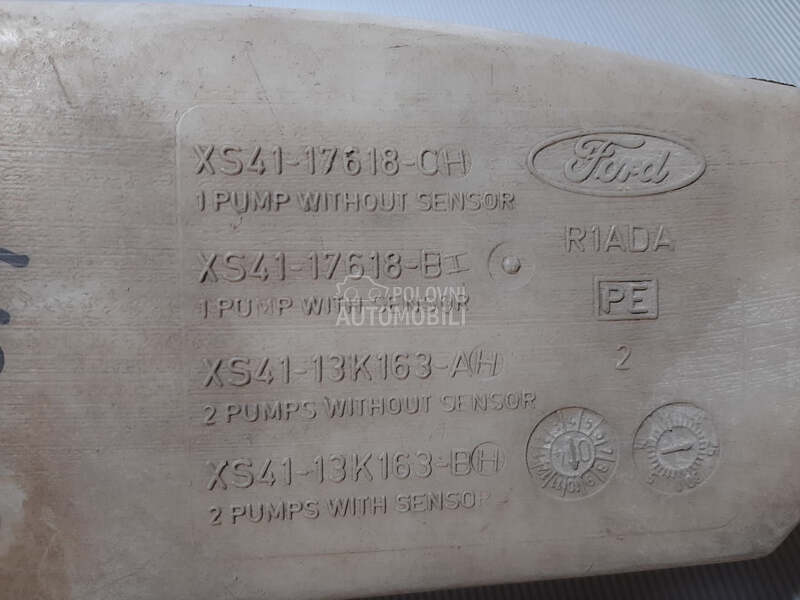 XS41-17618-CH
1 PUMP WITHOUT SENSOR
XS41-17618-BI
1 PUMP WITH SENSOR
XS41-13K163-AH
2 PUMPS WITHOUT SENSOR
XS41-13K163-BH
2 PUMPS WITH SENSOR
Ford
R1ADA
PE
2
POLOVNI
AUTOMOBILI